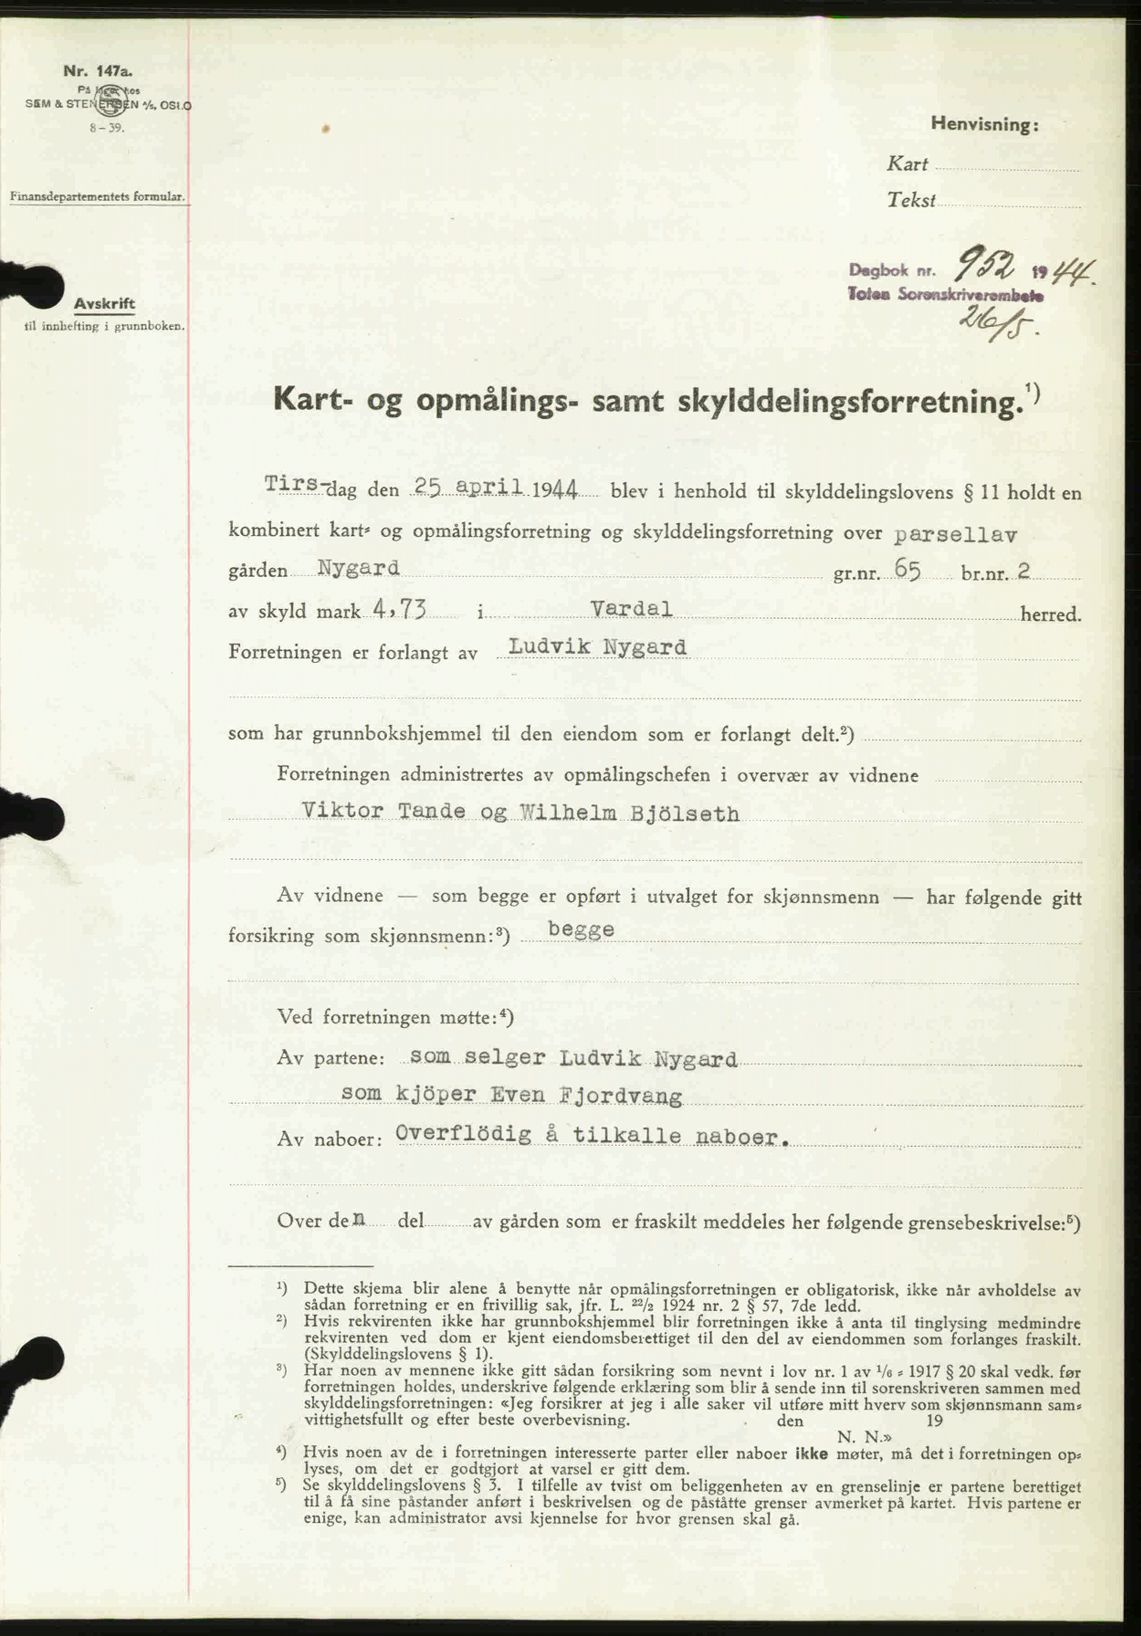 Nr. 147a.
På lager hos
SEM & STENERSEN A/S, OSLO
8-39.
Finansdepartementets formular.
Avskrift
til innhefting i grunnboken.
Henvisning:
Kart
Tekst
Dagbok nr. 952 1944.
Toten Sorenskriverembete
26/5.
Kart- og opmålings- samt skylddelingsforretning.¹)
Tirs-dag den 25 april 1944 blev i henhold til skylddelingslovens § 11 holdt en
kombinert kart- og opmålingsforretning og skylddelingsforretning over parsellav
gården Nygard gr.nr. 65 br.nr. 2
av skyld mark 4,73 i Vardal herred.
Forretningen er forlangt av Ludvik Nygard
som har grunnbokshjemmel til den eiendom som er forlangt delt.²)
Forretningen administrertes av opmålingschefen i overvær av vidnene
Viktor Tande og Wilhelm Bjölseth
Av vidnene — som begge er opført i utvalget for skjønnsmenn — har følgende gitt
forsikring som skjønnsmenn:³) begge
Ved forretningen møtte:⁴)
Av partene: som selger Ludvik Nygard
som kjöper Even Fjordvang
Av naboer: Overflödig å tilkalle naboer.
Over den del av gården som er fraskilt meddeles her følgende grensebeskrivelse:⁵)
¹) Dette skjema blir alene å benytte når opmålingsforretningen er obligatorisk, ikke når avholdelse av
sådan forretning er en frivillig sak, jfr. L. 22/2 1924 nr. 2 § 57, 7de ledd.
²) Hvis rekvirenten ikke har grunnbokshjemmel blir forretningen ikke å anta til tinglysing medmindre
rekvirenten ved dom er kjent eiendomsberettiget til den del av eiendommen som forlanges fraskilt.
(Skylddelingslovens § 1).
³) Har noen av mennene ikke gitt sådan forsikring som nevnt i lov nr. 1 av 1/6 - 1917 § 20 skal vedk. før
forretningen holdes, underskrive følgende erklæring som blir å sende inn til sorenskriveren sammen med
skylddelingsforretningen: «Jeg forsikrer at jeg i alle saker vil utføre mitt hverv som skjønnsmann sam-
vittighetsfullt og efter beste overbevisning. den 19
N. N.»
⁴) Hvis noen av de i forretningen interesserte parter eller naboer ikke møter, må det i forretningen op-
lyses, om det er godtgjort at varsel er gitt dem.
⁵) Se skylddelingslovens § 3. I tilfelle av tvist om beliggenheten av en grenselinje er partene berettiget
til å få sine påstander anført i beskrivelsen og de påståtte grenser avmerket på kartet. Hvis partene er
enige, kan administrator avsi kjennelse for hvor grensen skal gå.